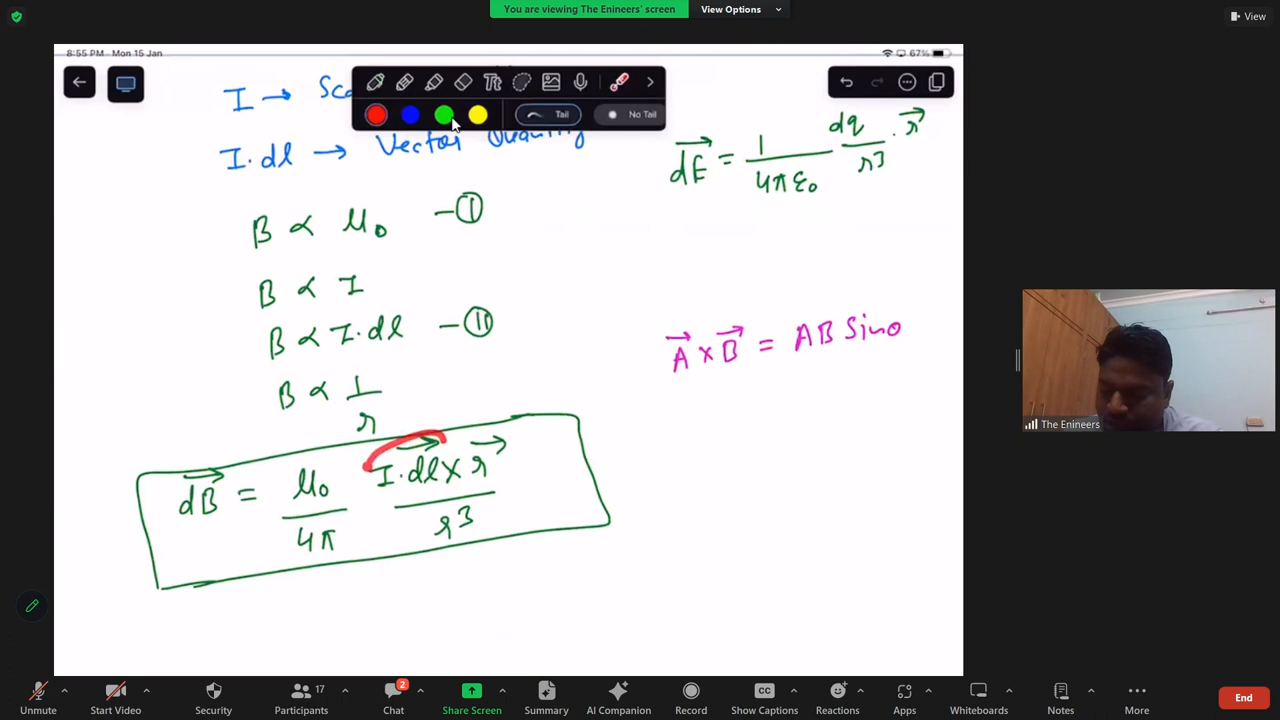 You are viewing The Enineers' screen
View Options
View
8:55 PM Mon 15 Jan
67%
Tail
No Tail
I → Sca
I·dl → Vector Quantity
B ∝ μ₀ —Ⓘ
B ∝ I
B ∝ I·dl —Ⓘⓘ
B ∝ 1/r
dB⃗ = μ₀/4π I·dl⃗ × r⃗/r³
dE⃗ = 1/4πε₀ dq/r³ · r⃗
A⃗ × B⃗ = AB Sinθ
The Enineers
17
2
Unmute
Start Video
Security
Participants
Chat
Share Screen
Summary
AI Companion
Record
Show Captions
Reactions
Apps
Whiteboards
Notes
More
End